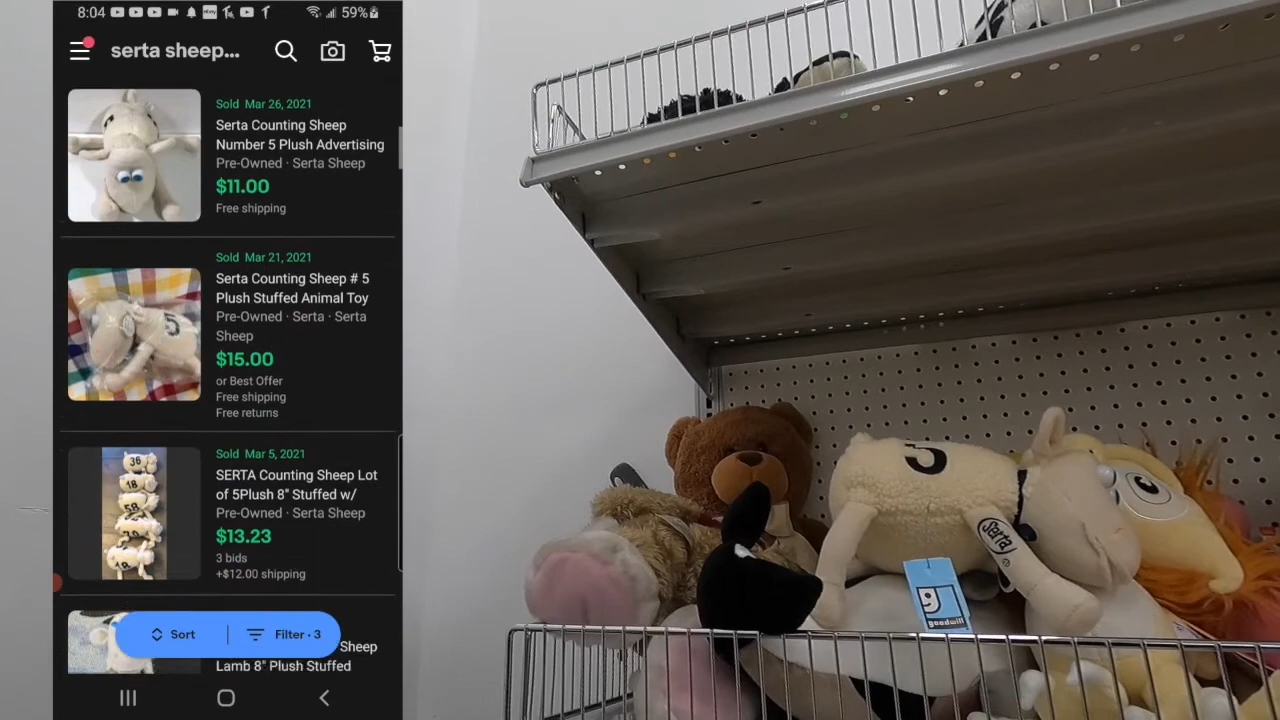 8:04
59%
serta sheep...
Sold Mar 26, 2021
Serta Counting Sheep
Number 5 Plush Advertising
Pre-Owned · Serta Sheep
$11.00
Free shipping
Sold Mar 21, 2021
Serta Counting Sheep # 5
Plush Stuffed Animal Toy
Pre-Owned · Serta · Serta
Sheep
$15.00
or Best Offer
Free shipping
Free returns
5
Sold Mar 5, 2021
SERTA Counting Sheep Lot
of 5Plush 8" Stuffed w/
Pre-Owned · Serta Sheep
$13.23
3 bids
+$12.00 shipping
36
18
58
Sort
Filter · 3
Sheep
Lamb 8" Plush Stuffed
5
Serta
goodwill